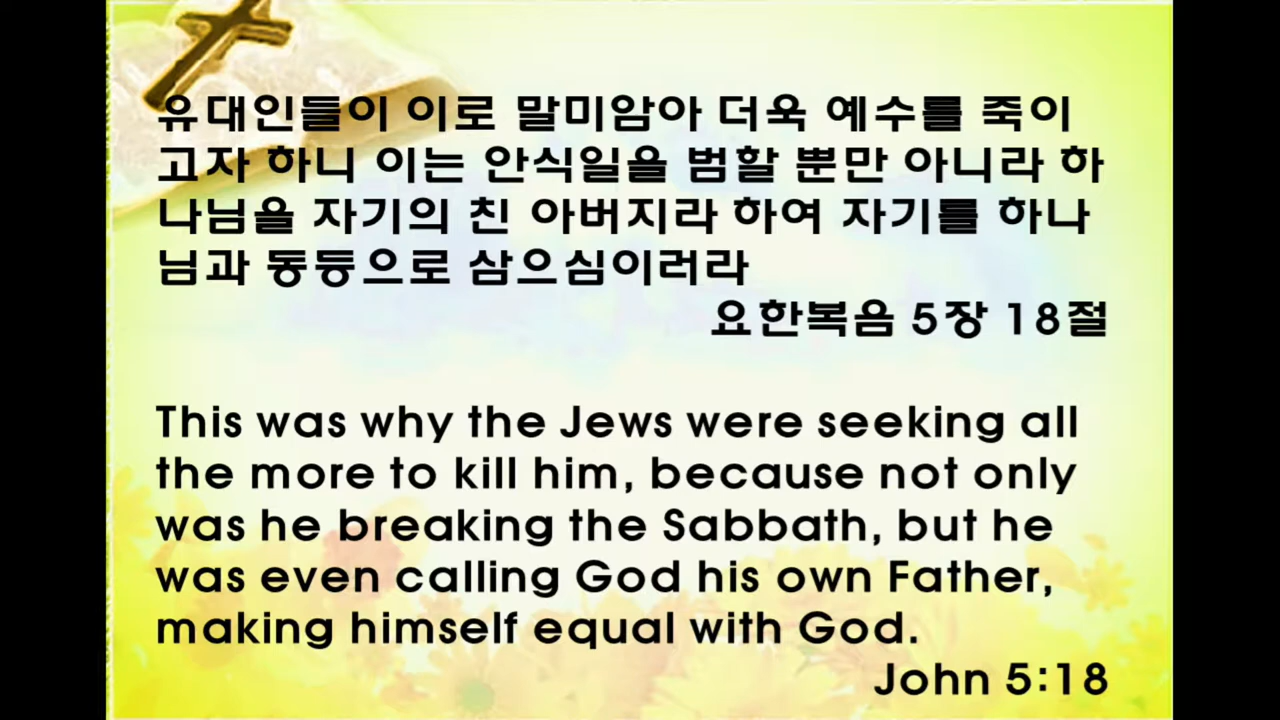 유대인들이 이로 말미암아 더욱 예수를 죽이
고자 하니 이는 안식일을 범할 뿐만 아니라 하
나님을 자기의 친 아버지라 하여 자기를 하나
님과 동등으로 삼으심이러라
요한복음 5장 18절
This was why the Jews were seeking all
the more to kill him, because not only
was he breaking the Sabbath, but he
was even calling God his own Father,
making himself equal with God.
John 5:18